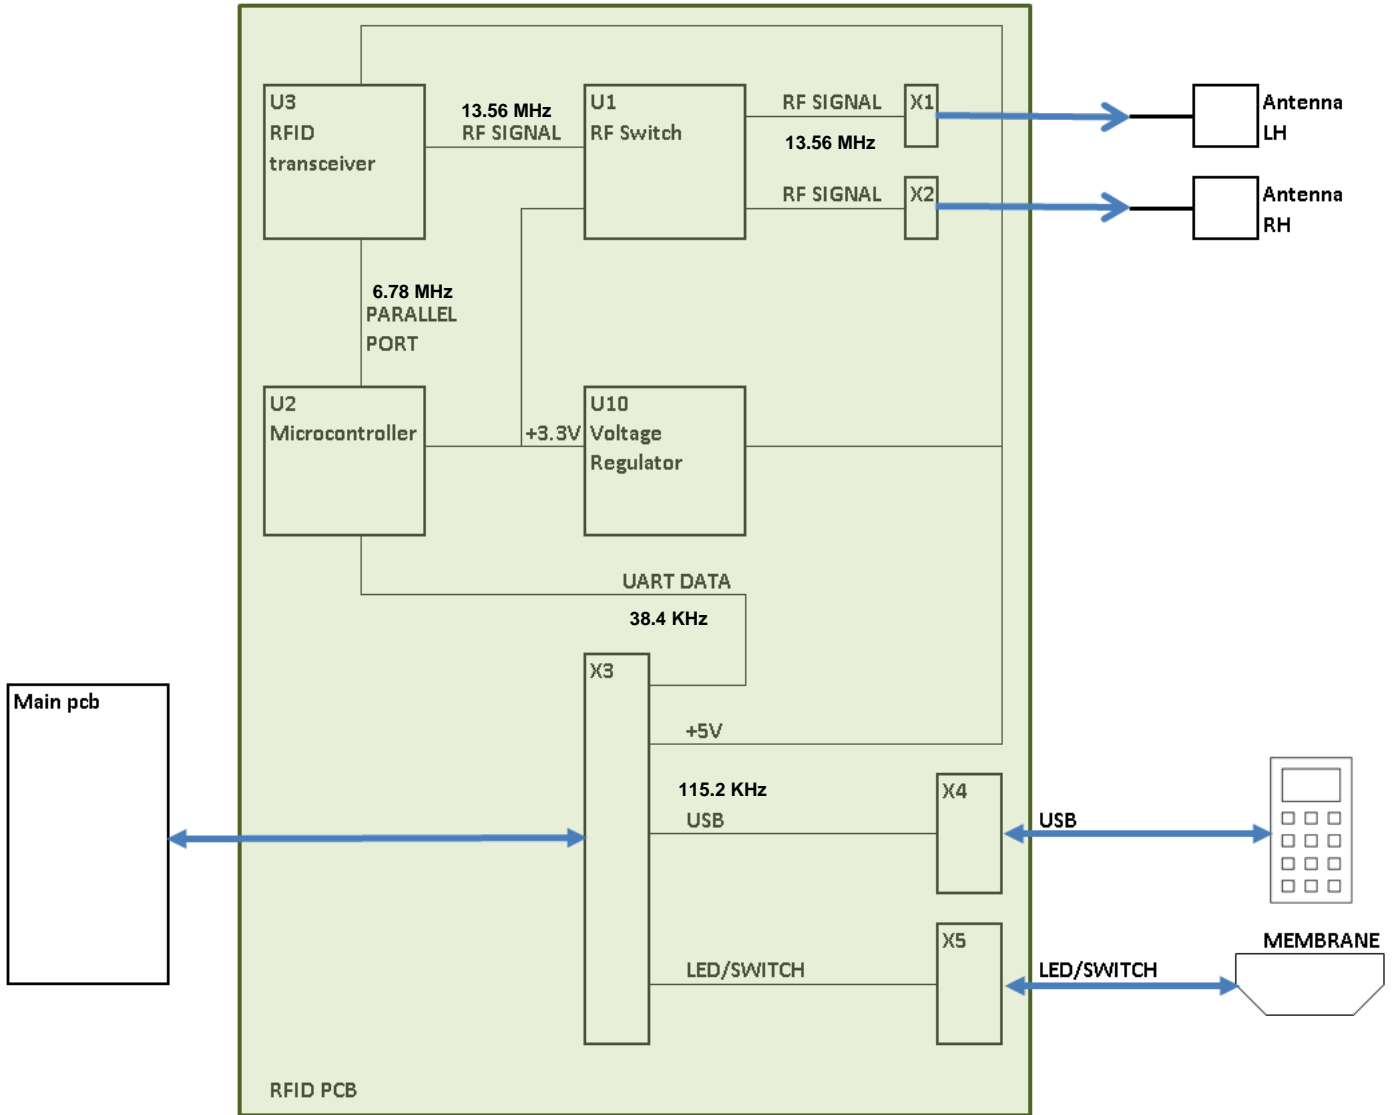 U3
RFID
transceiver
13.56 MHz
RF SIGNAL
U1
RF Switch
RF SIGNAL
13.56 MHz
RF SIGNAL
X1
X2
Antenna
LH
Antenna
RH
6.78 MHz
PARALLEL
PORT
U2
Microcontroller
+3.3V
U10
Voltage
Regulator
UART DATA
38.4 KHz
X3
Main pcb
+5V
115.2 KHz
USB
X4
USB
LED/SWITCH
X5
LED/SWITCH
MEMBRANE
RFID PCB